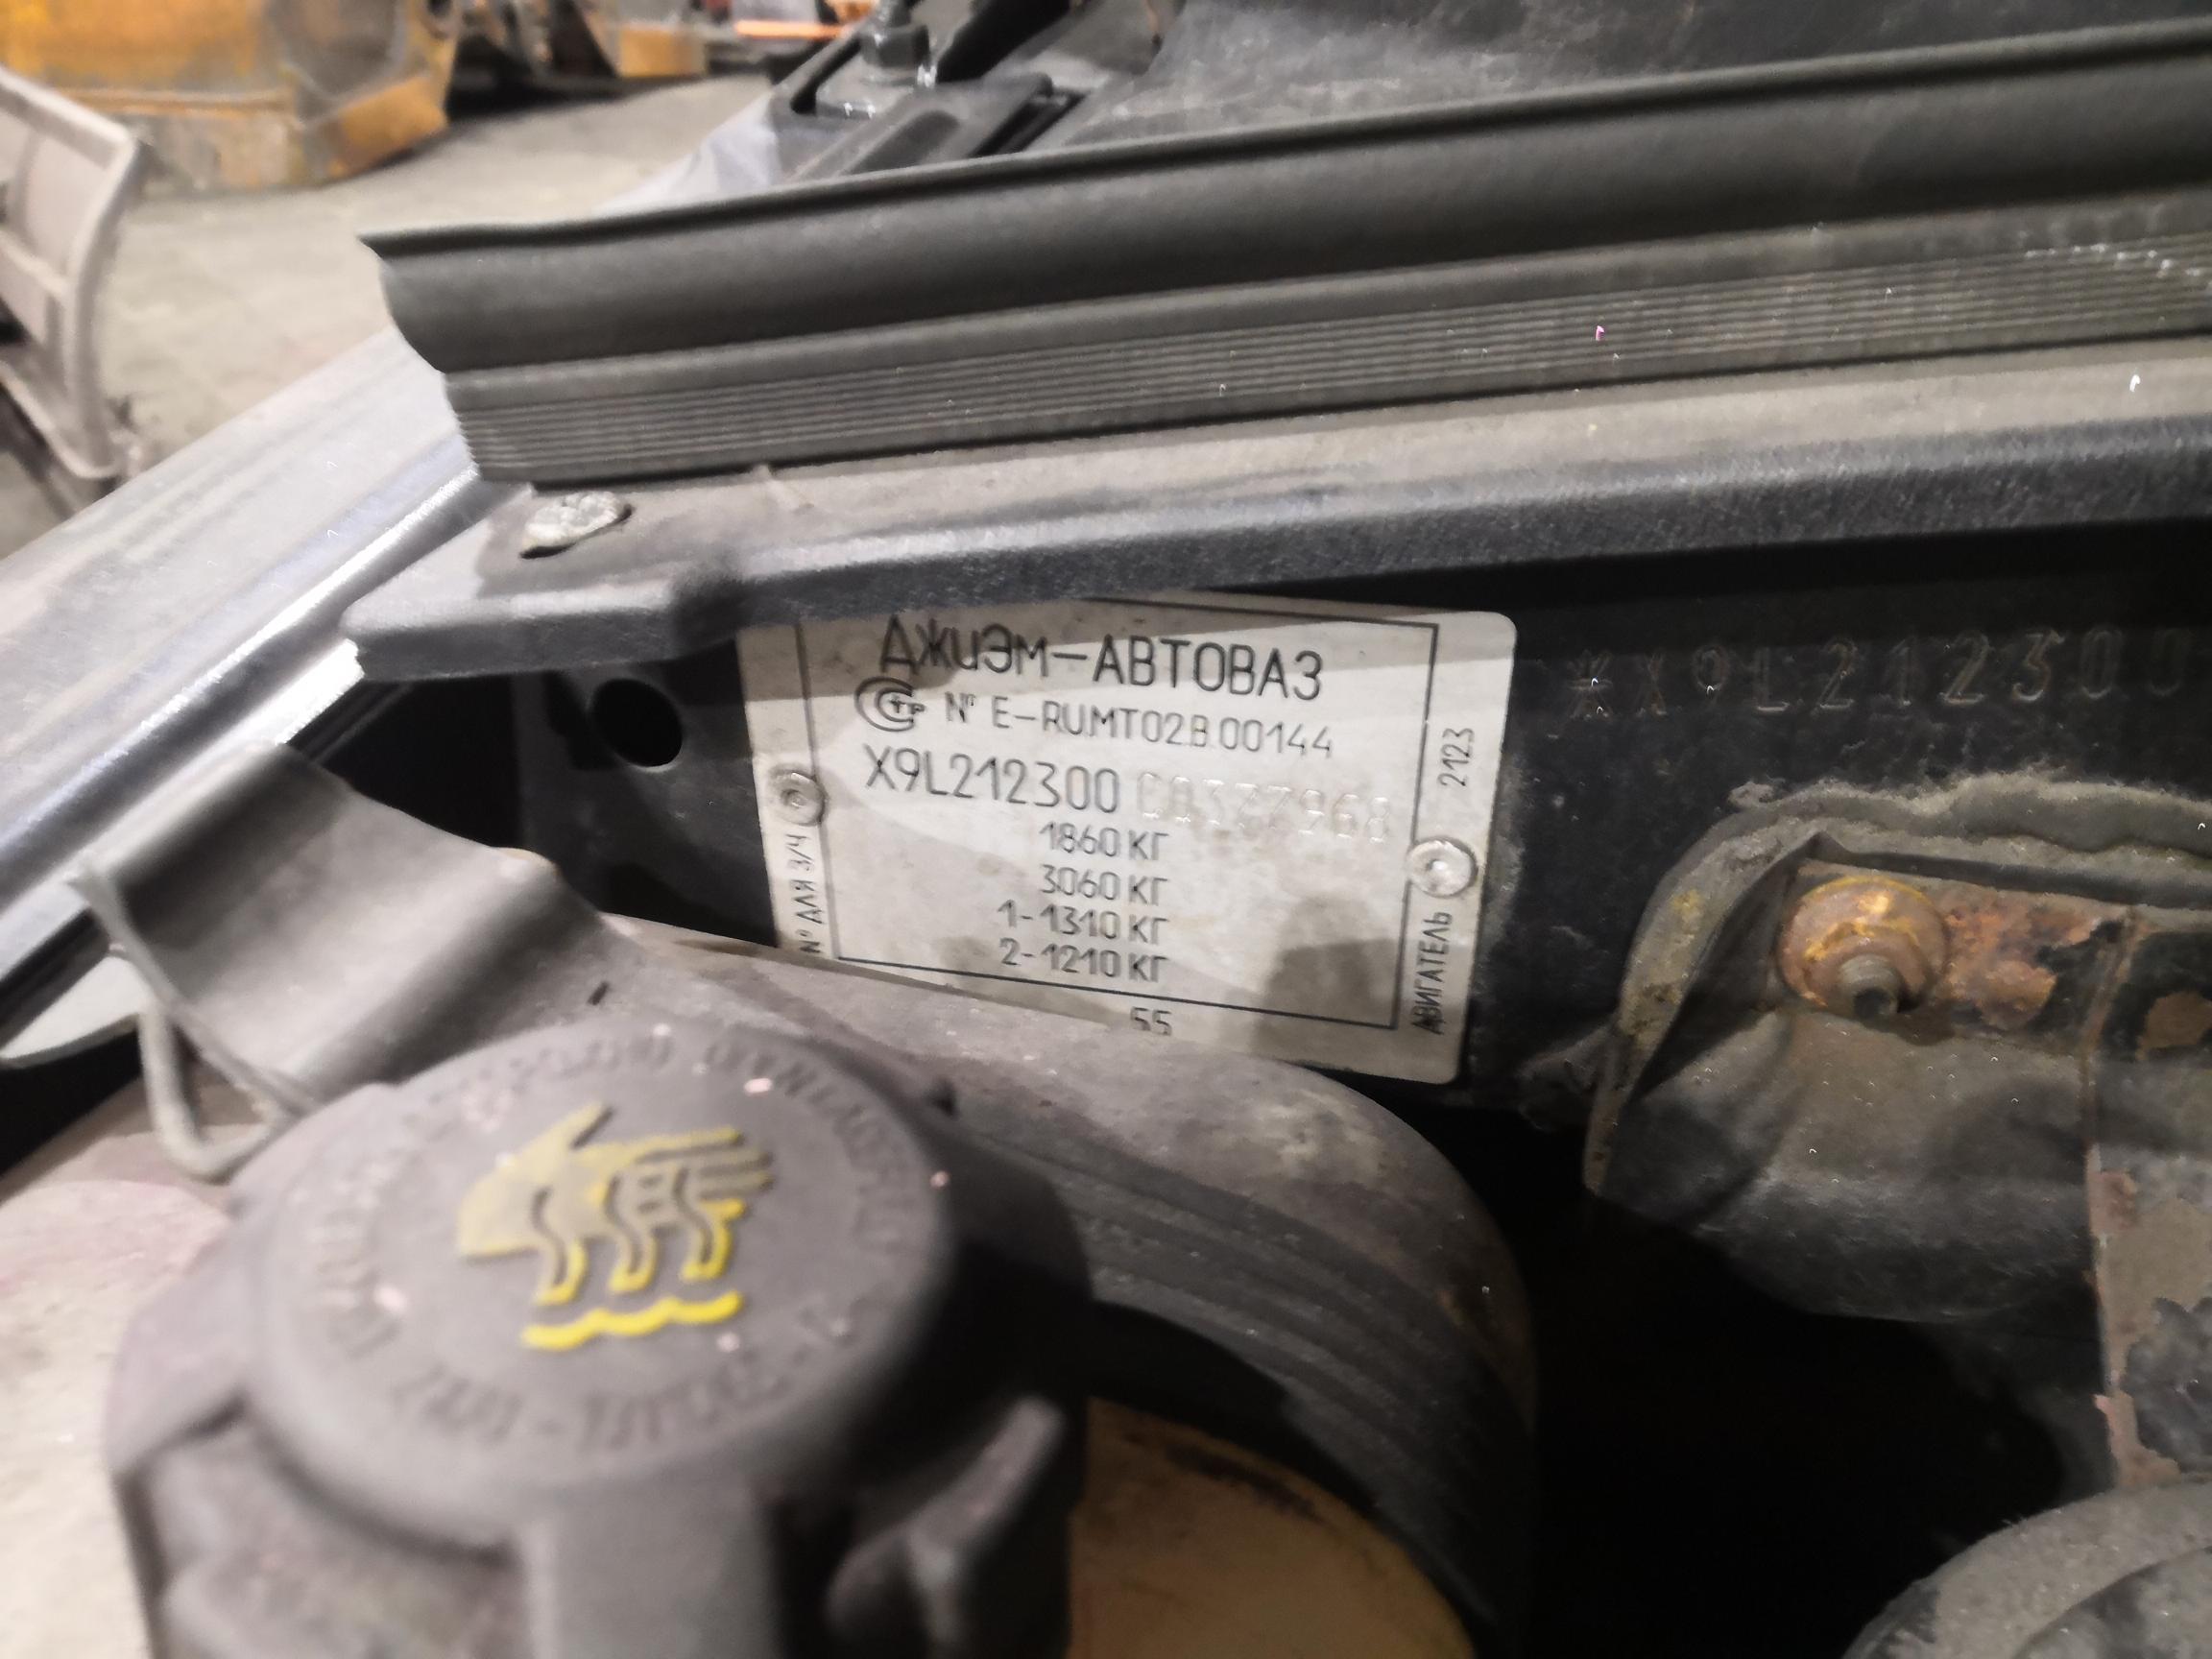 ДжиЭм-АВТОВАЗ
СТР № E-RU.MT02.B.00144
X9L212300
1860 КГ
3060 КГ
1-1310 КГ
2-1210 КГ
55
№ ДЛЯ З/Ч
ДВИГАТЕЛЬ
2123
*X9L212300